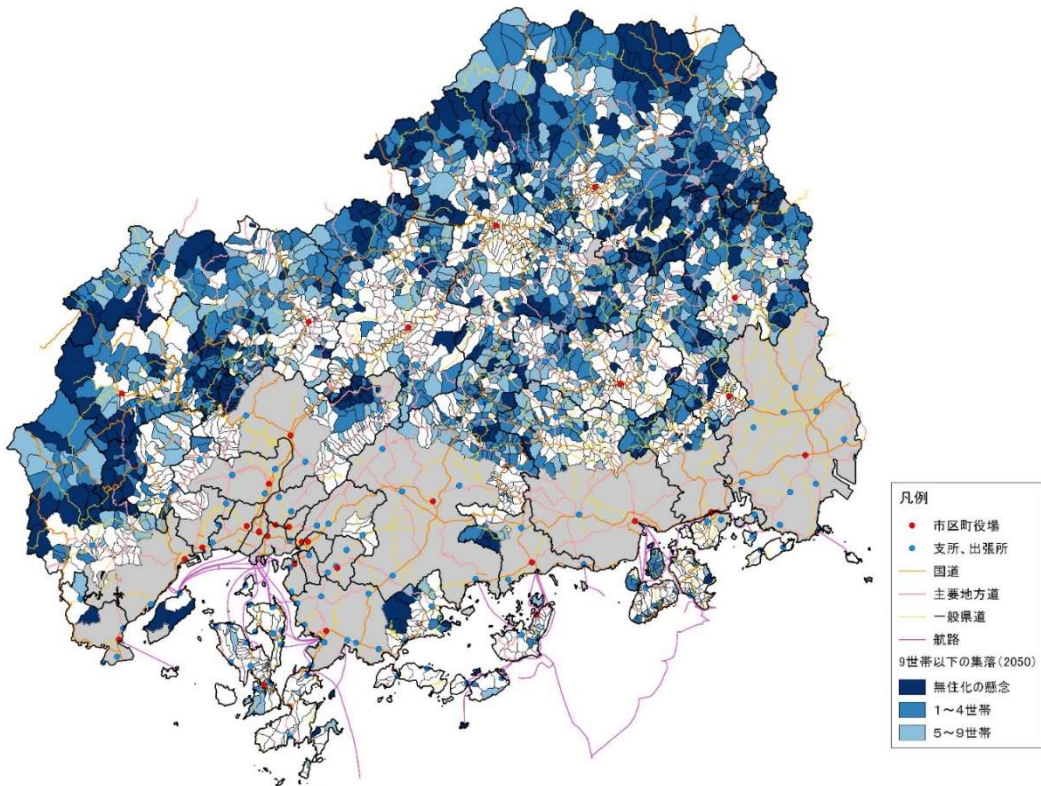 凡例
市区町役場
支所、出張所
国道
主要地方道
一般県道
航路
9世帯以下の集落(2050)
無住化の懸念
1~4世帯
5~9世帯